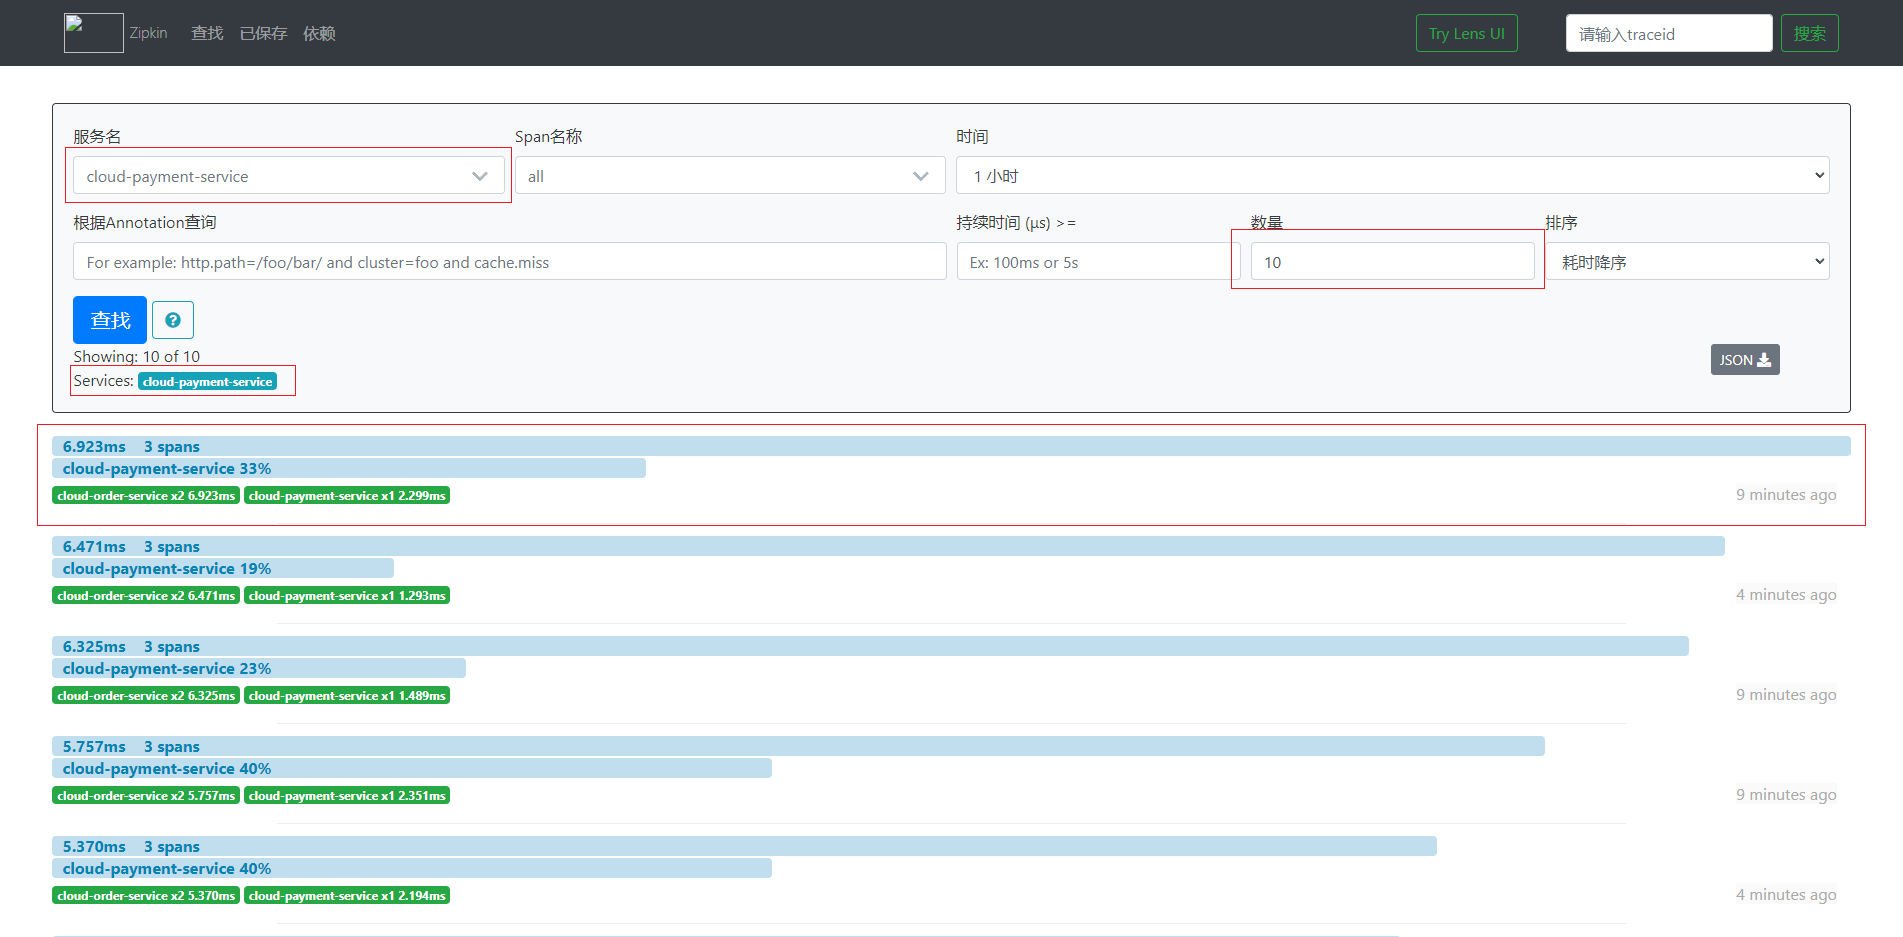 Zipkin 查找 已保存 依赖 Try Lens UI 请输入traceid 搜索
服务名 Span名称 时间
cloud-payment-service all 1 小时
根据Annotation查询 持续时间 (μs) >= 数量 排序
For example: http.path=/foo/bar/ and cluster=foo and cache.miss Ex: 100ms or 5s 10 耗时降序
查找
Showing: 10 of 10
JSON
Services: cloud-payment-service
6.923ms 3 spans
cloud-payment-service 33%
cloud-order-service x2 6.923ms cloud-payment-service x1 2.299ms 9 minutes ago
6.471ms 3 spans
cloud-payment-service 19%
cloud-order-service x2 6.471ms cloud-payment-service x1 1.293ms 4 minutes ago
6.325ms 3 spans
cloud-payment-service 23%
cloud-order-service x2 6.325ms cloud-payment-service x1 1.489ms 9 minutes ago
5.757ms 3 spans
cloud-payment-service 40%
cloud-order-service x2 5.757ms cloud-payment-service x1 2.351ms 9 minutes ago
5.370ms 3 spans
cloud-payment-service 40%
cloud-order-service x2 5.370ms cloud-payment-service x1 2.194ms 4 minutes ago